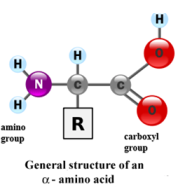 H
H
O
H
N
C
C
H
O
R
amino
group
carboxyl
group
General structure of an
α - amino acid